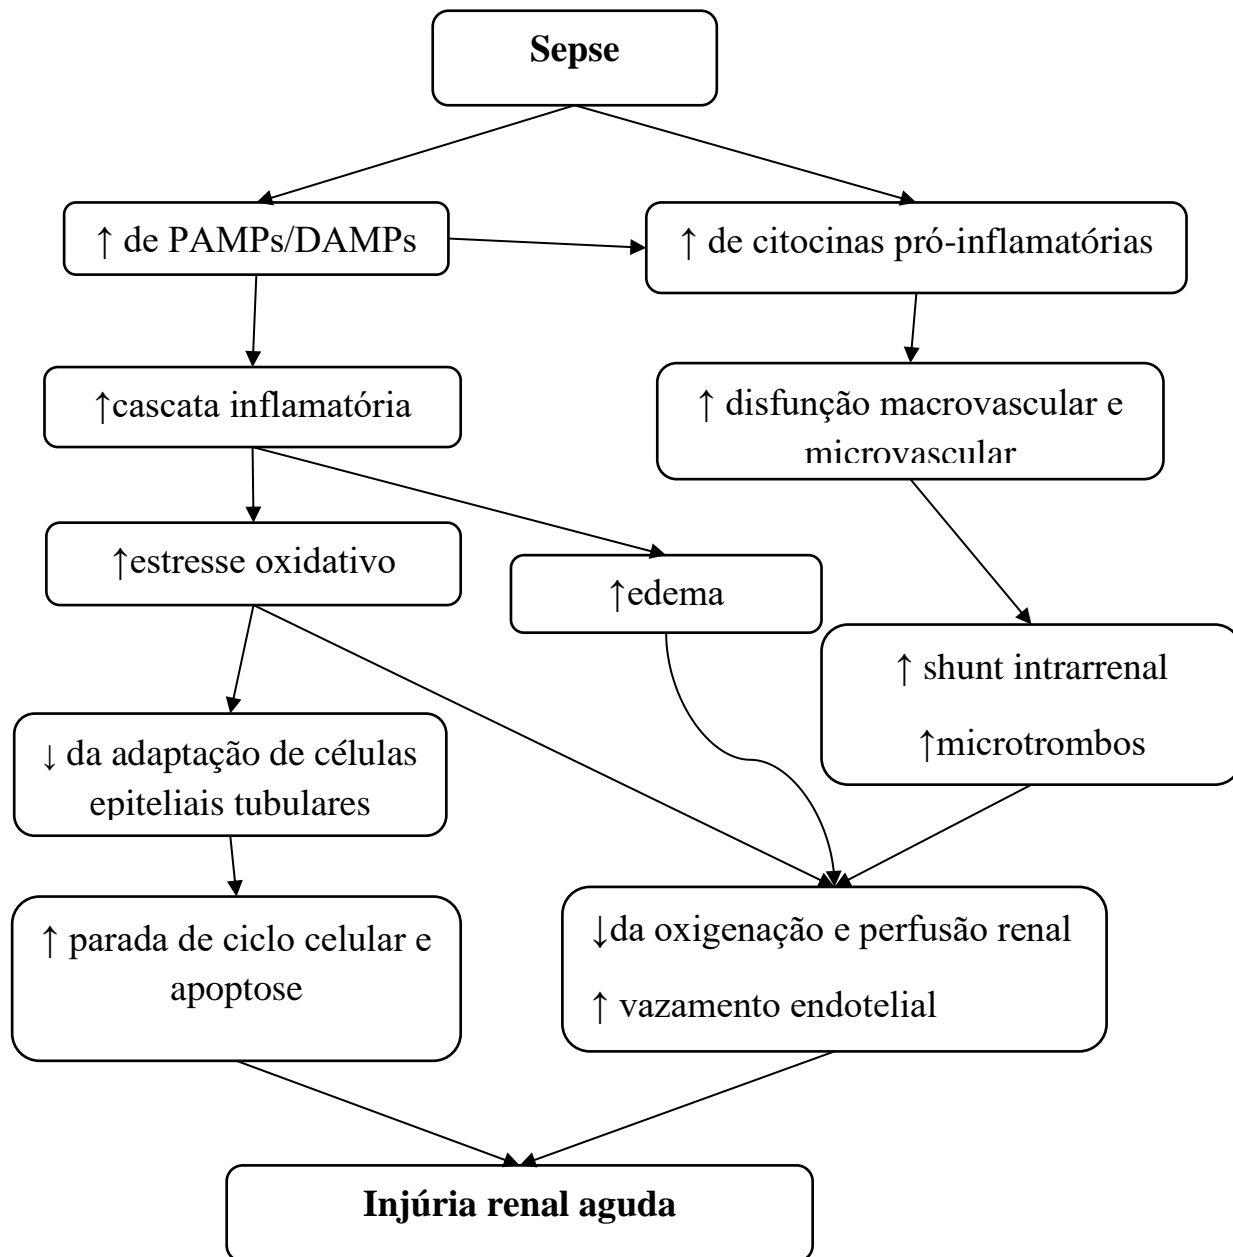 Sepse
↑ de PAMPs/DAMPs
↑ de citocinas pró-inflamatórias
↑cascata inflamatória
↑ disfunção macrovascular e
microvascular
↑estresse oxidativo
↑edema
↑ shunt intrarrenal
↑microtrombos
↓ da adaptação de células
epiteliais tubulares
↑ parada de ciclo celular e
apoptose
↓da oxigenação e perfusão renal
↑ vazamento endotelial
Injúria renal aguda